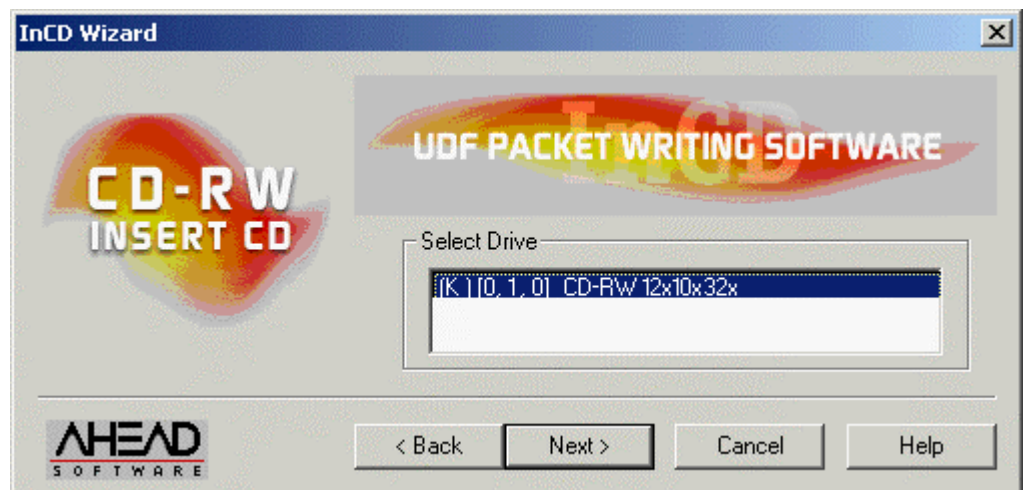 InCD Wizard
InCD
UDF PACKET WRITING SOFTWARE
CD-RW
INSERT CD
Select Drive
(K ) [0, 1, 0] CD-RW 12x10x32x
AHEAD
SOFTWARE
< Back
Next >
Cancel
Help